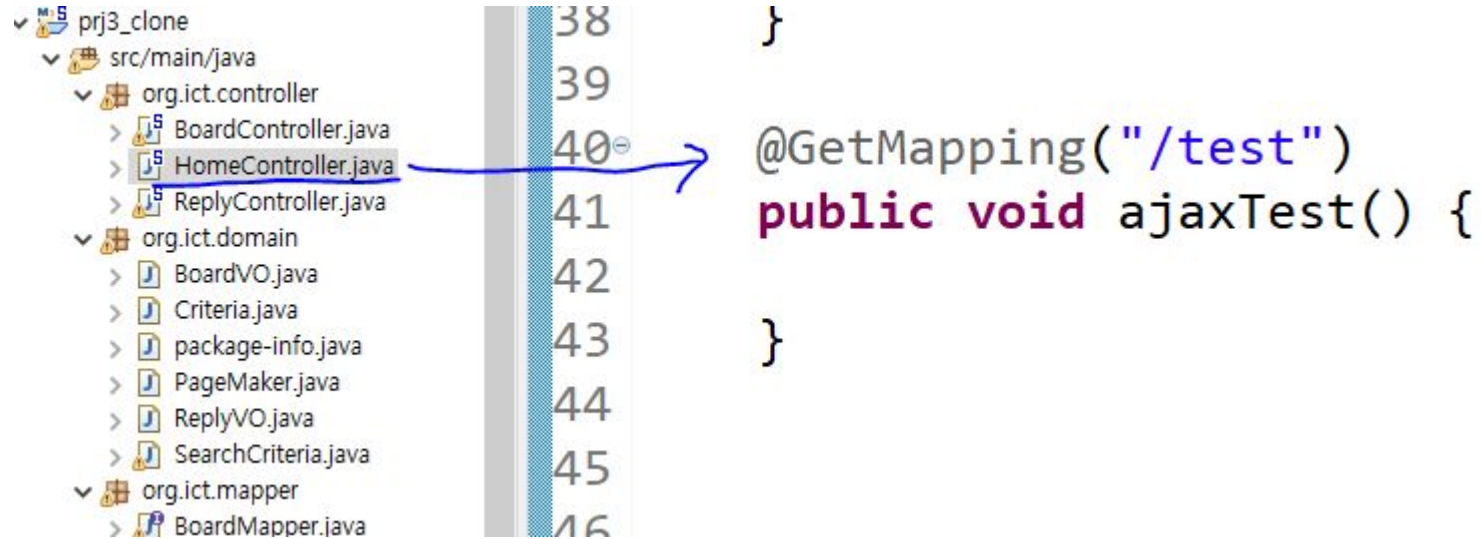 prj3_clone
src/main/java
org.ict.controller
BoardController.java
HomeController.java
ReplyController.java
org.ict.domain
BoardVO.java
Criteria.java
package-info.java
PageMaker.java
ReplyVO.java
SearchCriteria.java
org.ict.mapper
BoardMapper.java
38 }
39
40 @GetMapping("/test")
41 public void ajaxTest() {
42
43 }
44
45
46